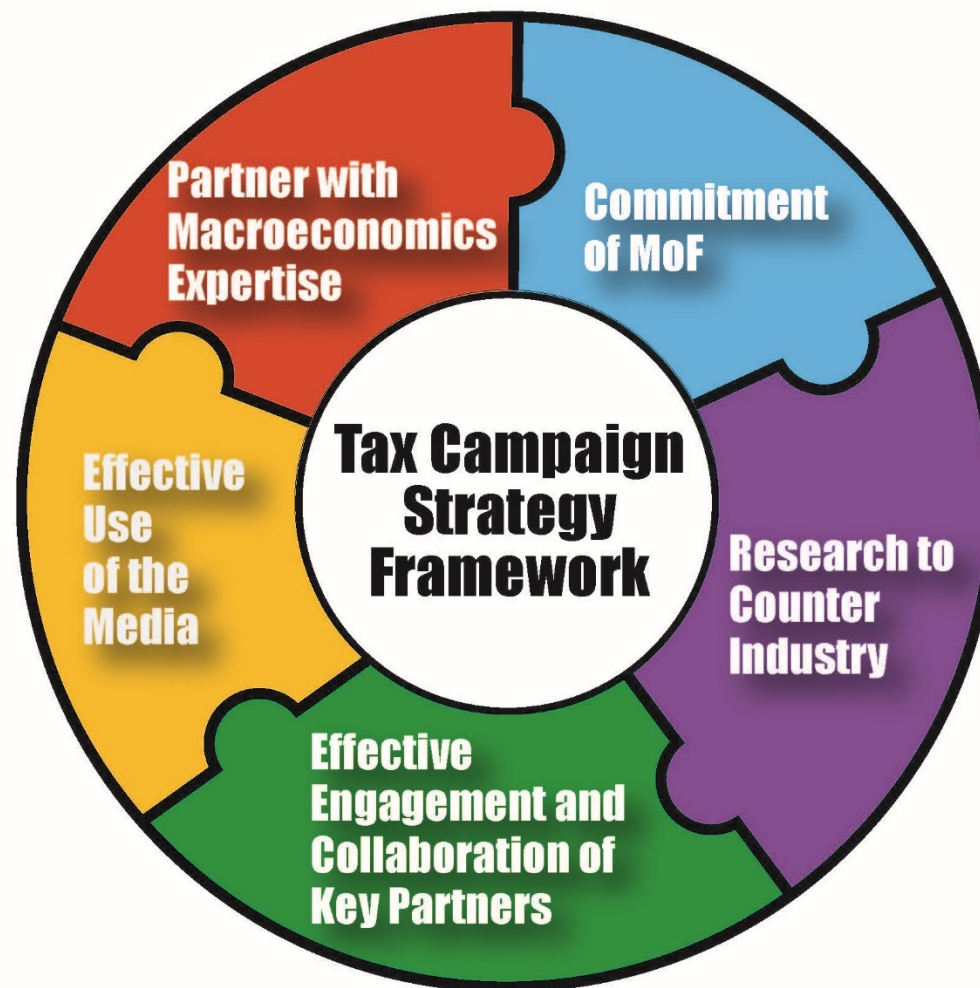 Partner with
Macroeconomics
Expertise
Commitment
of MoF
Tax Campaign
Strategy
Framework
Effective
Use
of the
Media
Research to
Counter
Industry
Effective
Engagement and
Collaboration of
Key Partners